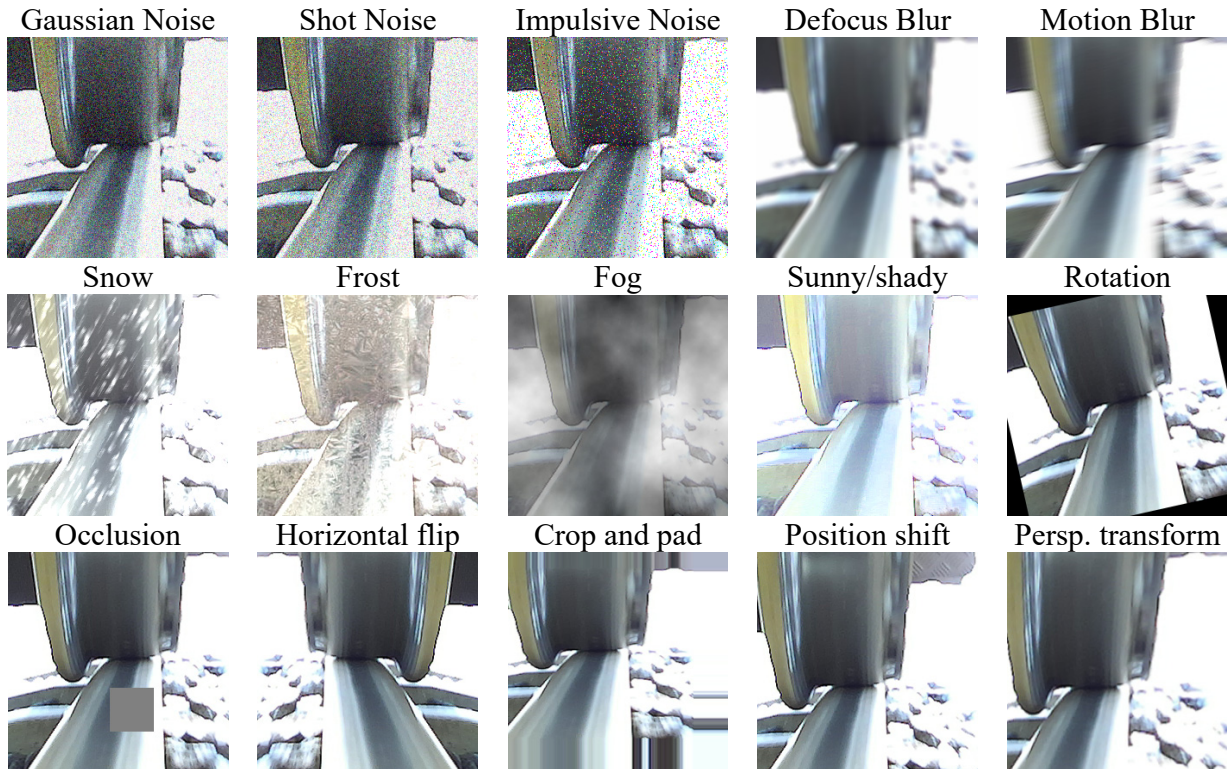 Gaussian Noise Shot Noise Impulsive Noise Defocus Blur Motion Blur
Snow Frost Fog Sunny/shady Rotation
Occlusion Horizontal flip Crop and pad Position shift Persp. transform